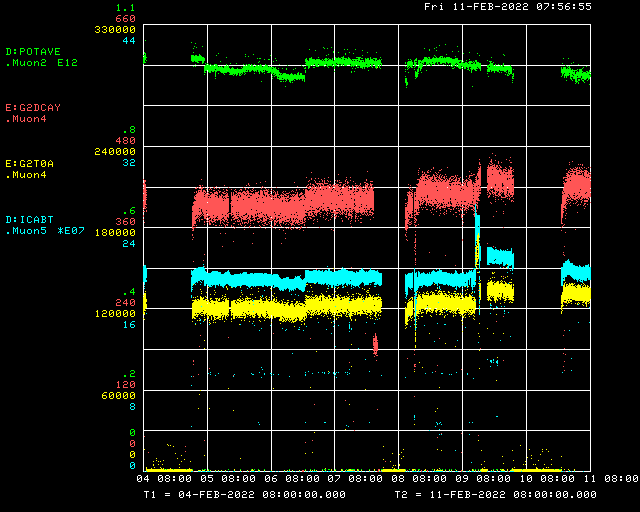 Fri 11-FEB-2022 07:56:55
1.1
660
330000
44
D:POTAVE
.Muon2 E12
E:G2DCAY
.Muon4
.8
480
240000
32
E:G2T0A
.Muon4
.6
360
180000
24
D:ICABT
.Muon5 *E07
.4
240
120000
16
.2
120
60000
8
0
0
0
0
04 08:00 05 08:00 06 08:00 07 08:00 08 08:00 09 08:00 10 08:00 11 08:00
T1 = 04-FEB-2022 08:00:00.000 T2 = 11-FEB-2022 08:00:00.000